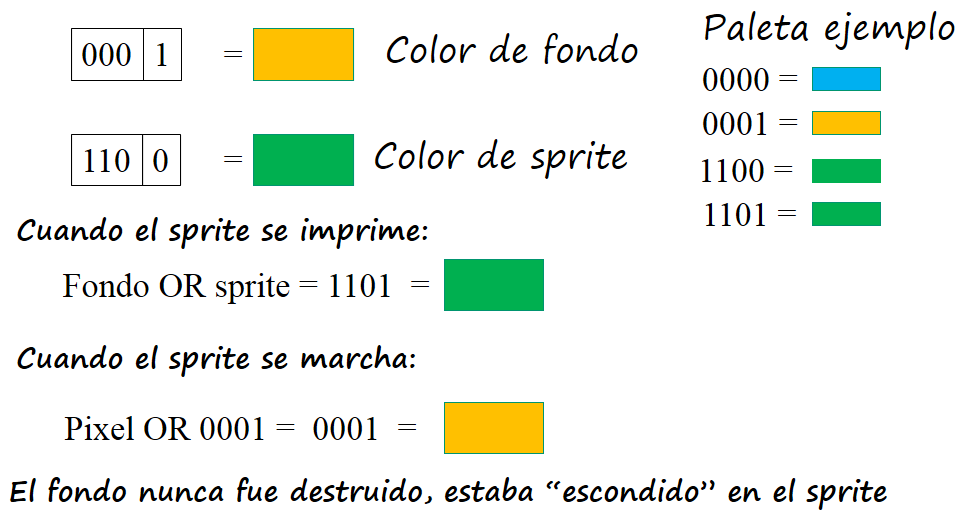 000 1 = Color de fondo
110 0 = Color de sprite
Paleta ejemplo
0000 =
0001 =
1100 =
1101 =
Cuando el sprite se imprime:
Fondo OR sprite = 1101 =
Cuando el sprite se marcha:
Pixel OR 0001 = 0001 =
El fondo nunca fue destruido, estaba “escondido” en el sprite